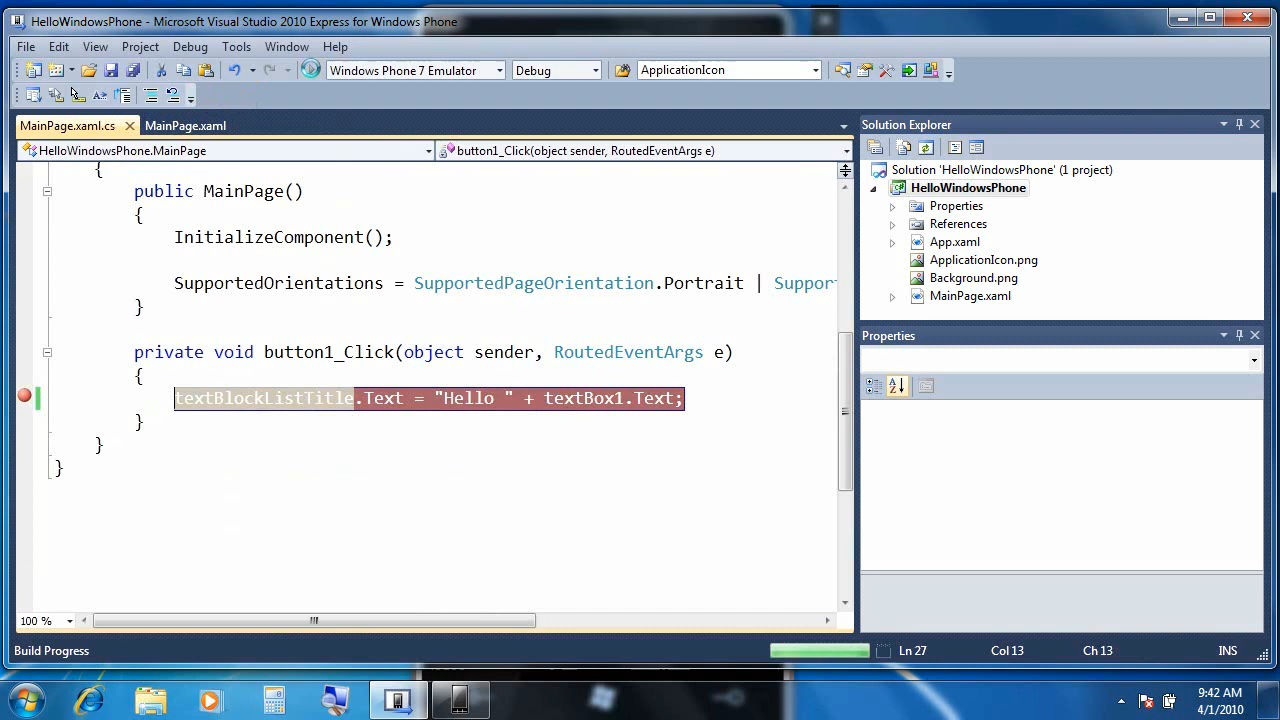 HelloWindowsPhone - Microsoft Visual Studio 2010 Express for Windows Phone
File Edit View Project Debug Tools Window Help
Windows Phone 7 Emulator Debug ApplicationIcon
MainPage.xaml.cs MainPage.xaml
HelloWindowsPhone.MainPage button1_Click(object sender, RoutedEventArgs e)
{
public MainPage()
{
InitializeComponent();
SupportedOrientations = SupportedPageOrientation.Portrait | Suppor
}
private void button1_Click(object sender, RoutedEventArgs e)
{
textBlockListTitle.Text = "Hello " + textBox1.Text;
}
}
}
100 %
Solution Explorer
Solution 'HelloWindowsPhone' (1 project)
HelloWindowsPhone
Properties
References
App.xaml
ApplicationIcon.png
Background.png
MainPage.xaml
Properties
Build Progress Ln 27 Col 13 Ch 13 INS
9:42 AM
4/1/2010